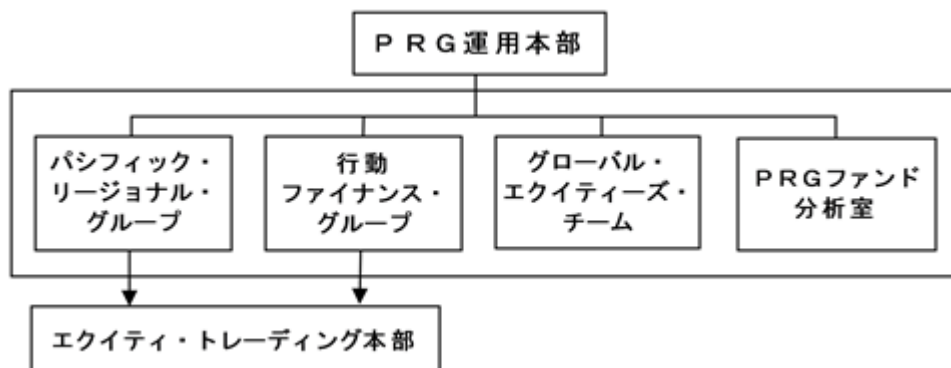 ＰＲＧ運用本部
パシフィック・
リージョナル・
グループ
行動
ファイナンス・
グループ
グローバル・
エクイティーズ・
チーム
ＰＲＧファンド
分析室
エクイティ・トレーディング本部